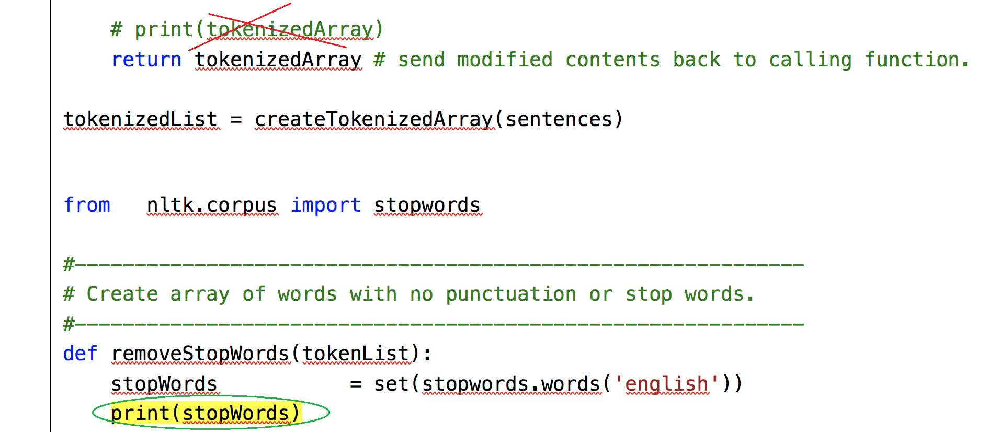 # print(tokenizedArray)
return tokenizedArray # send modified contents back to calling function.
tokenizedList = createTokenizedArray(sentences)
from   nltk.corpus import stopwords
#-------------------------------------------------------------
# Create array of words with no punctuation or stop words.
#-------------------------------------------------------------
def removeStopWords(tokenList):
    stopWords           = set(stopwords.words('english'))
    print(stopWords)